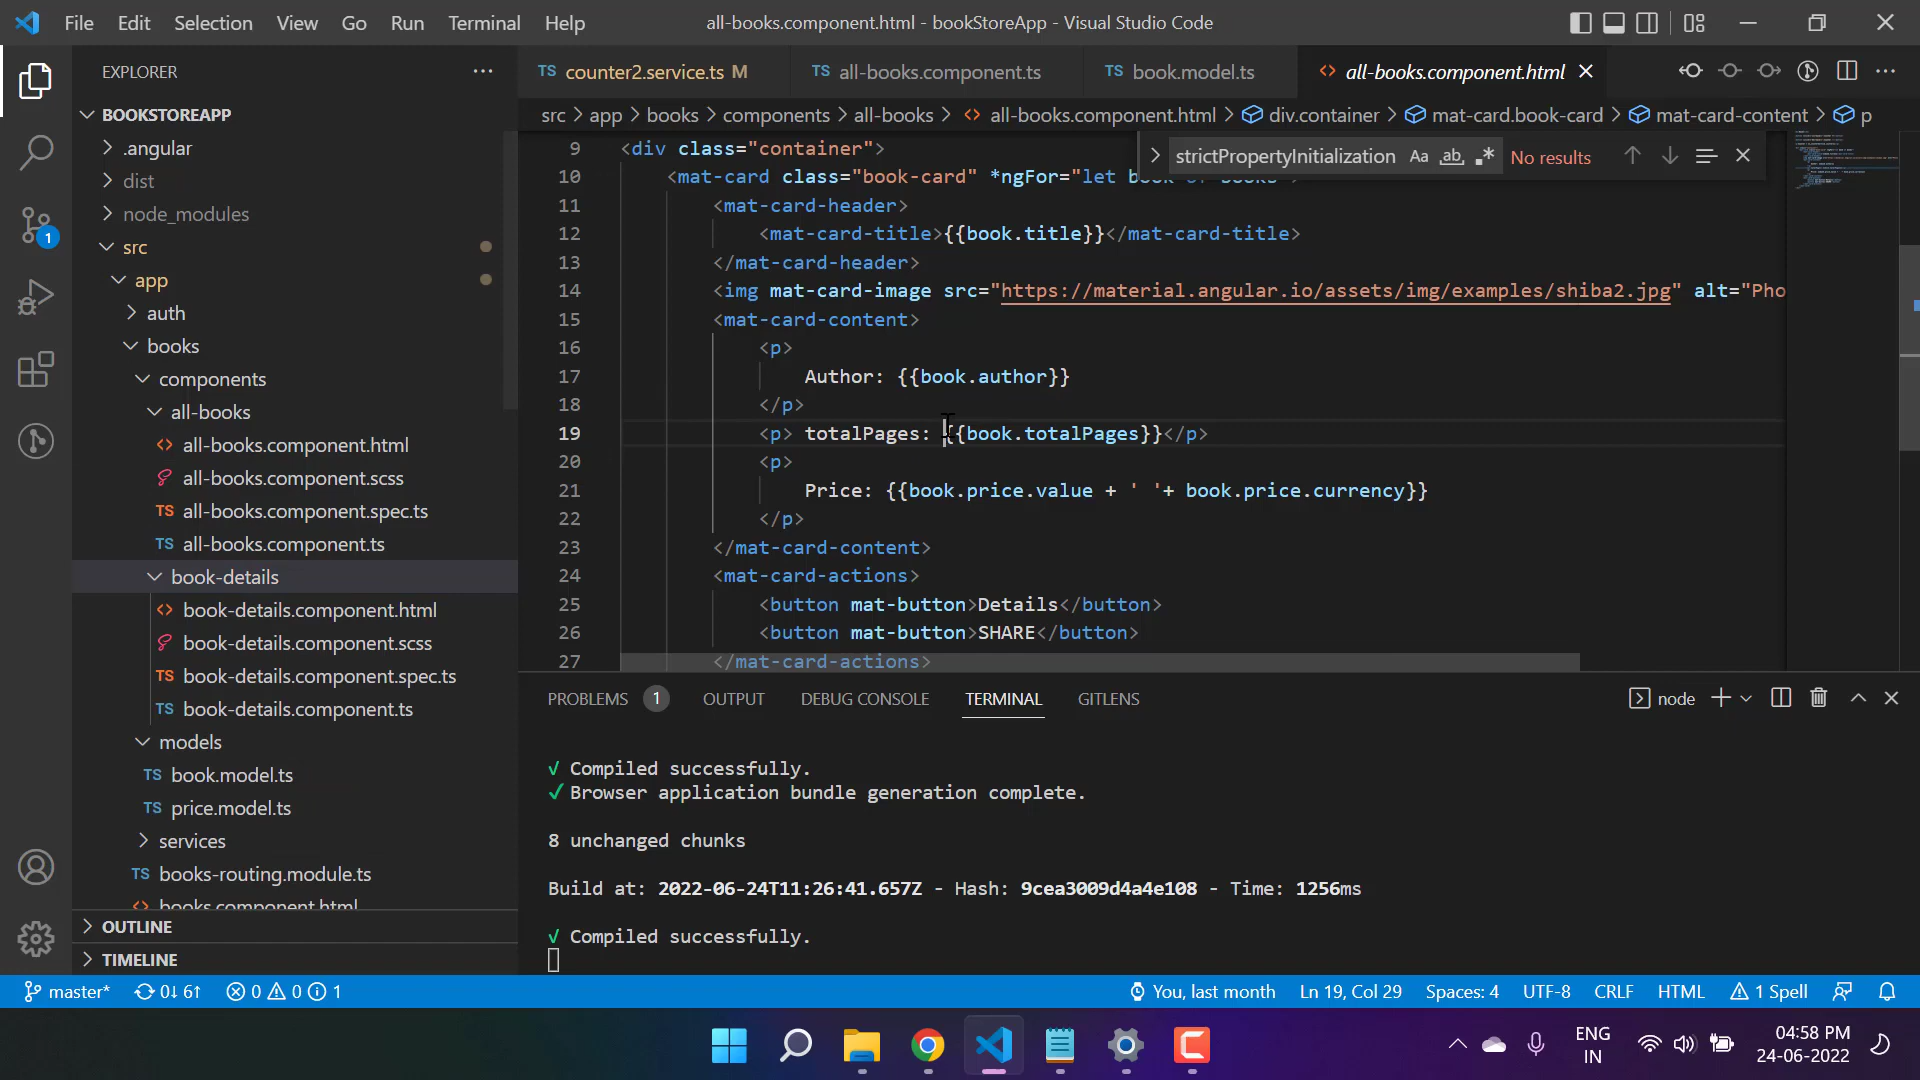 File Edit Selection View Go Run Terminal Help
all-books.component.html - bookStoreApp - Visual Studio Code
EXPLORER
BOOKSTOREAPP
.angular
dist
node_modules
src
app
auth
books
components
all-books
all-books.component.html
all-books.component.scss
TS all-books.component.spec.ts
TS all-books.component.ts
book-details
book-details.component.html
book-details.component.scss
TS book-details.component.spec.ts
TS book-details.component.ts
models
TS book.model.ts
TS price.model.ts
services
TS books-routing.module.ts
books.component.html
OUTLINE
TIMELINE
1
TS counter2.service.ts M
TS all-books.component.ts
TS book.model.ts
<> all-books.component.html
src > app > books > components > all-books > <> all-books.component.html > div.container > mat-card.book-card > mat-card-content > p
strictPropertyInitialization Aa ab .* No results
9 <div class="container">
10 <mat-card class="book-card" *ngFor="let book of books">
11 <mat-card-header>
12 <mat-card-title>{{book.title}}</mat-card-title>
13 </mat-card-header>
14 <img mat-card-image src="https://material.angular.io/assets/img/examples/shiba2.jpg" alt="Pho
15 <mat-card-content>
16 <p>
17 Author: {{book.author}}
18 </p>
19 <p> totalPages: {{book.totalPages}}</p>
20 <p>
21 Price: {{book.price.value + ' '+ book.price.currency}}
22 </p>
23 </mat-card-content>
24 <mat-card-actions>
25 <button mat-button>Details</button>
26 <button mat-button>SHARE</button>
27 </mat-card-actions>
PROBLEMS 1 OUTPUT DEBUG CONSOLE TERMINAL GITLENS
node
√ Compiled successfully.
✓ Browser application bundle generation complete.
8 unchanged chunks
Build at: 2022-06-24T11:26:41.657Z - Hash: 9cea3009d4a4e108 - Time: 1256ms
√ Compiled successfully.
master* 0↓ 6↑ 0 0 1
You, last month Ln 19, Col 29 Spaces: 4 UTF-8 CRLF HTML 1 Spell
ENG
IN
04:58 PM
24-06-2022